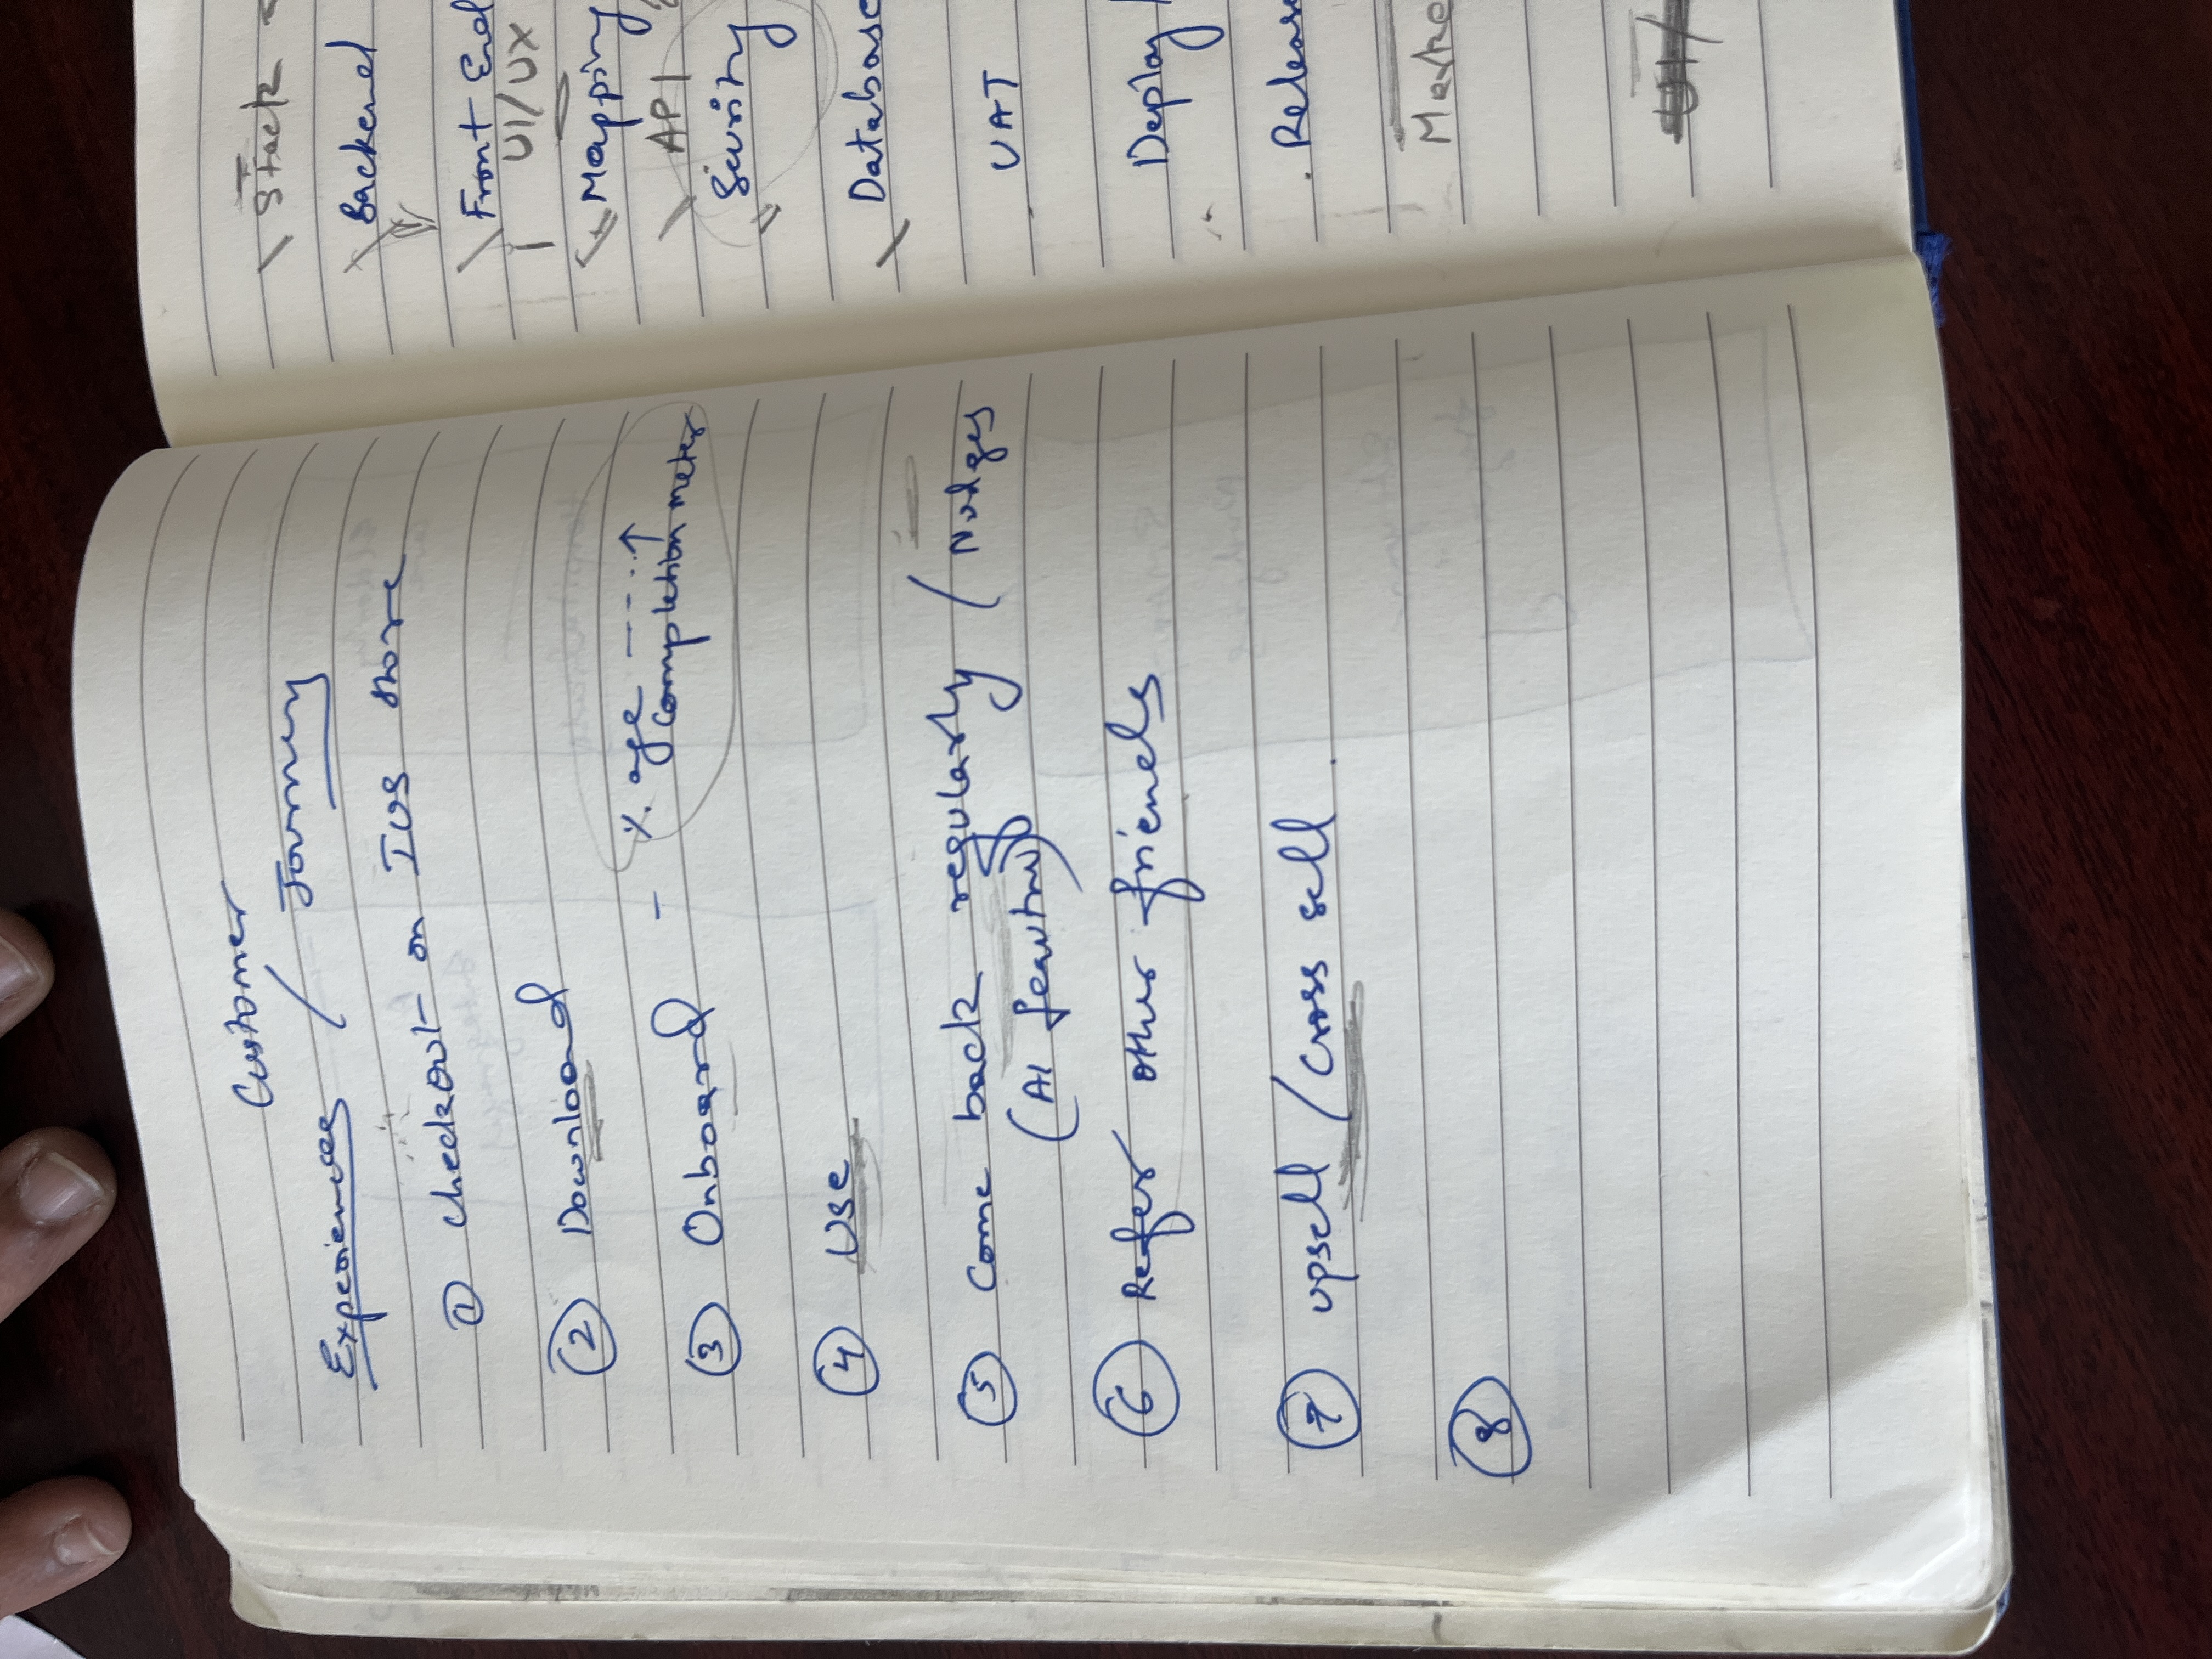 Customer
Experiences / Journey
① Checkout on IOS store
② Download
③ Onboard - %. age ----↑
completion meter
④ Use
⑤ Come back regularly / Nudges
(AI features)
⑥ Refer other friends
⑦ upsell / cross sell.
⑧
Stack
Backend
Front End
UI/UX
Mapping
API
Security
Database
UAT
Deploy /
Releas
Marke
UI/